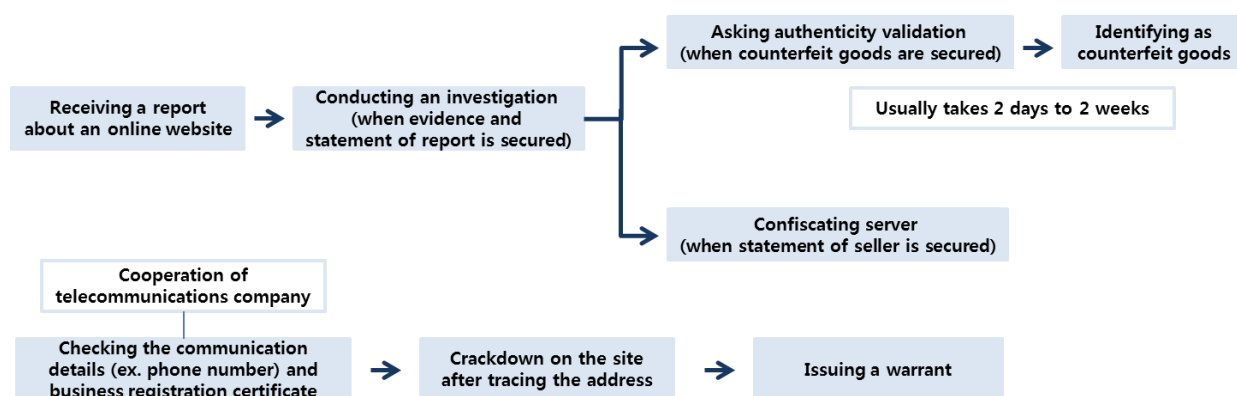 Receiving a report
about an online website
Conducting an investigation
(when evidence and
statement of report is secured)
Asking authenticity validation
(when counterfeit goods are secured)
Identifying as
counterfeit goods
Usually takes 2 days to 2 weeks
Confiscating server
(when statement of seller is secured)
Cooperation of
telecommunications company
Checking the communication
details (ex. phone number) and
business registration certificate
Crackdown on the site
after tracing the address
Issuing a warrant